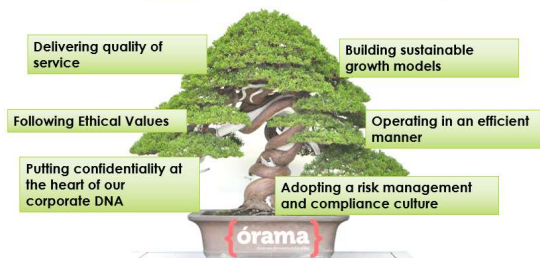 Delivering quality of
service
Building sustainable
growth models
Following Ethical Values
Operating in an efficient
manner
Putting confidentiality at
the heart of our
corporate DNA
Adopting a risk management
and compliance culture
{órama}